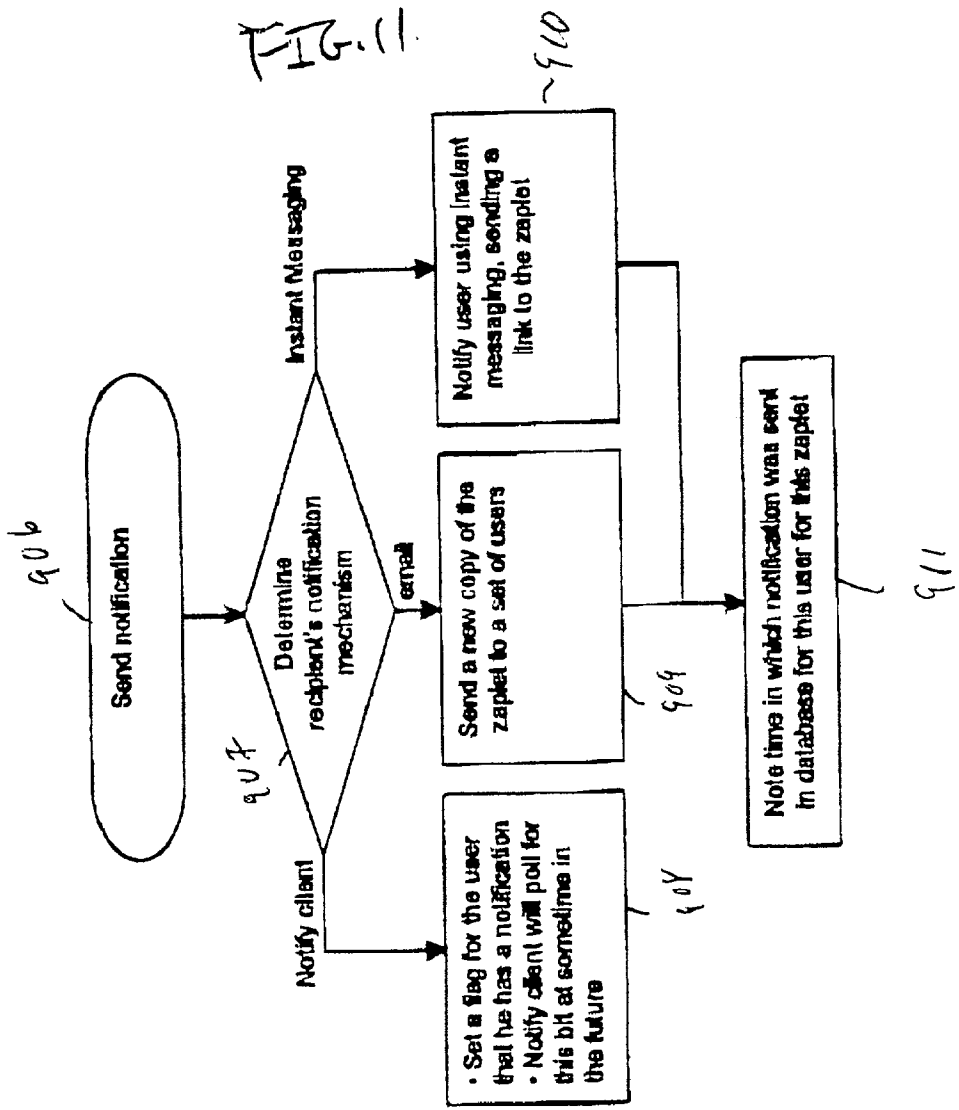 FIG.11
906
Send notification
907
Determine
recipient's notification
mechanism
Notify client
email
Instant Messaging
• Set a flag for the user
that he has a notification
• Notify client will poll for
this bit at sometime in
the future
908
Send a new copy of the
zaplet to a set of users
909
Notify user using instant
messaging, sending a
link to the zaplet
910
Note time in which notification was sent
in database for this user for this zaplet
911